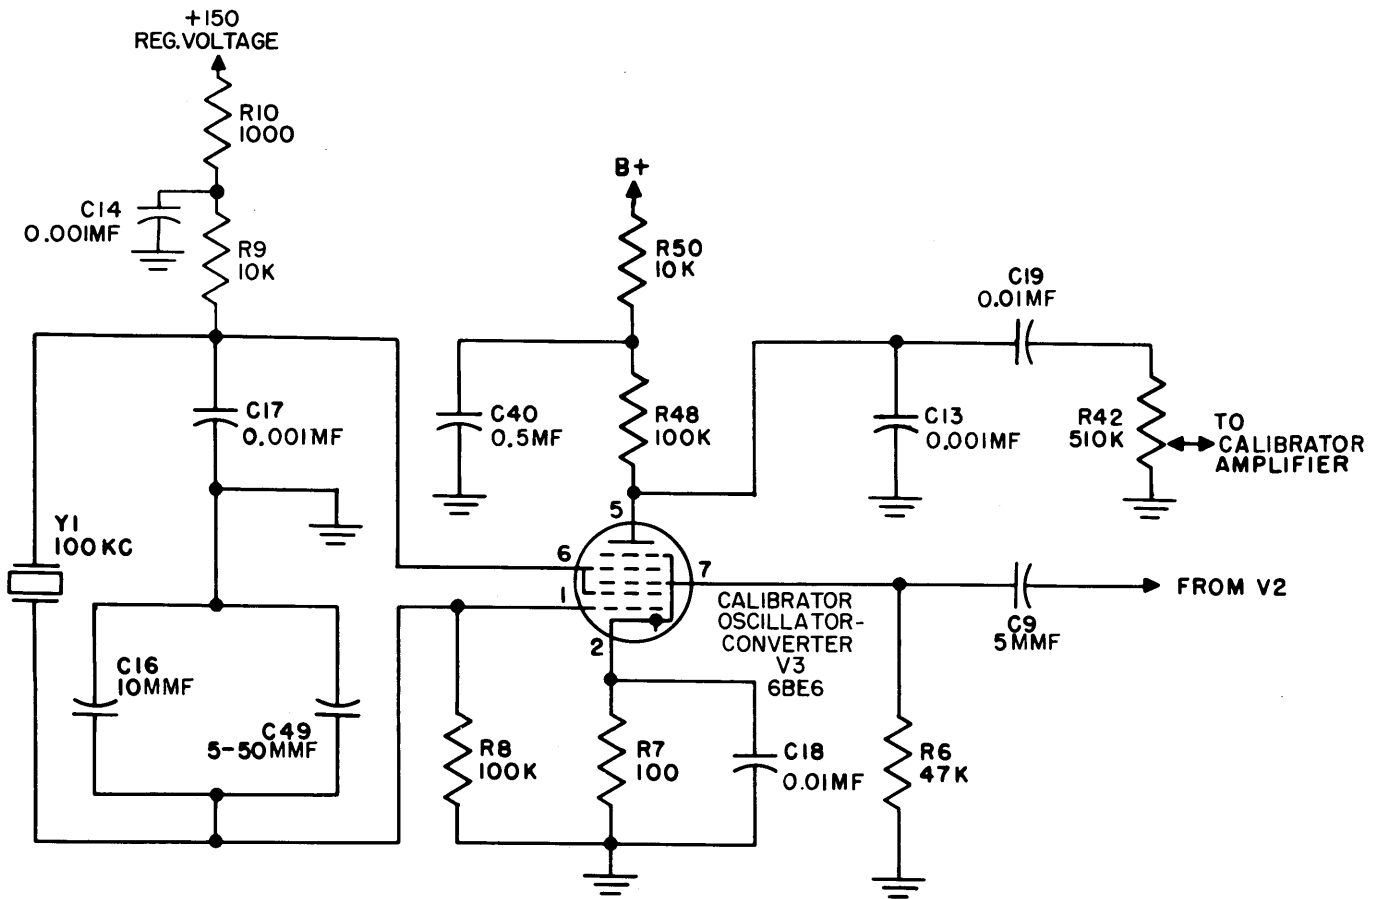 +150
REG.VOLTAGE
R10
1000
C14
0.001MF
R9
10K
B+
R50
10K
C19
0.01MF
C17
0.001MF
C40
0.5MF
R48
100K
C13
0.001MF
R42
510K
TO
CALIBRATOR
AMPLIFIER
Y1
100KC
5
6
1
7
2
CALIBRATOR
OSCILLATOR-
CONVERTER
V3
6BE6
FROM V2
C9
5MMF
C16
10MMF
C49
5-50MMF
R8
100K
R7
100
C18
0.01MF
R6
47K